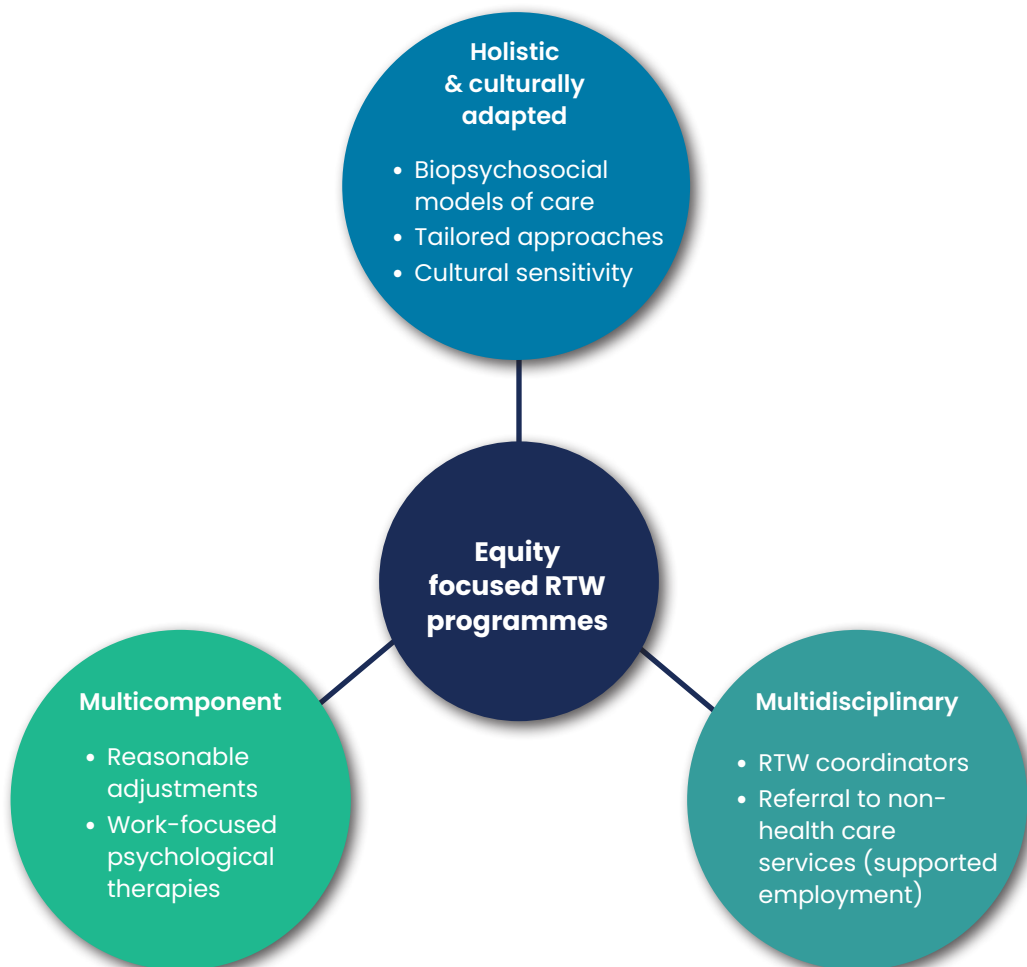 Holistic
& culturally
adapted
• Biopsychosocial
models of care
• Tailored approaches
• Cultural sensitivity
Equity
focused RTW
programmes
Multicomponent
• Reasonable
adjustments
• Work-focused
psychological
therapies
Multidisciplinary
• RTW coordinators
• Referral to non-
health care
services (supported
employment)